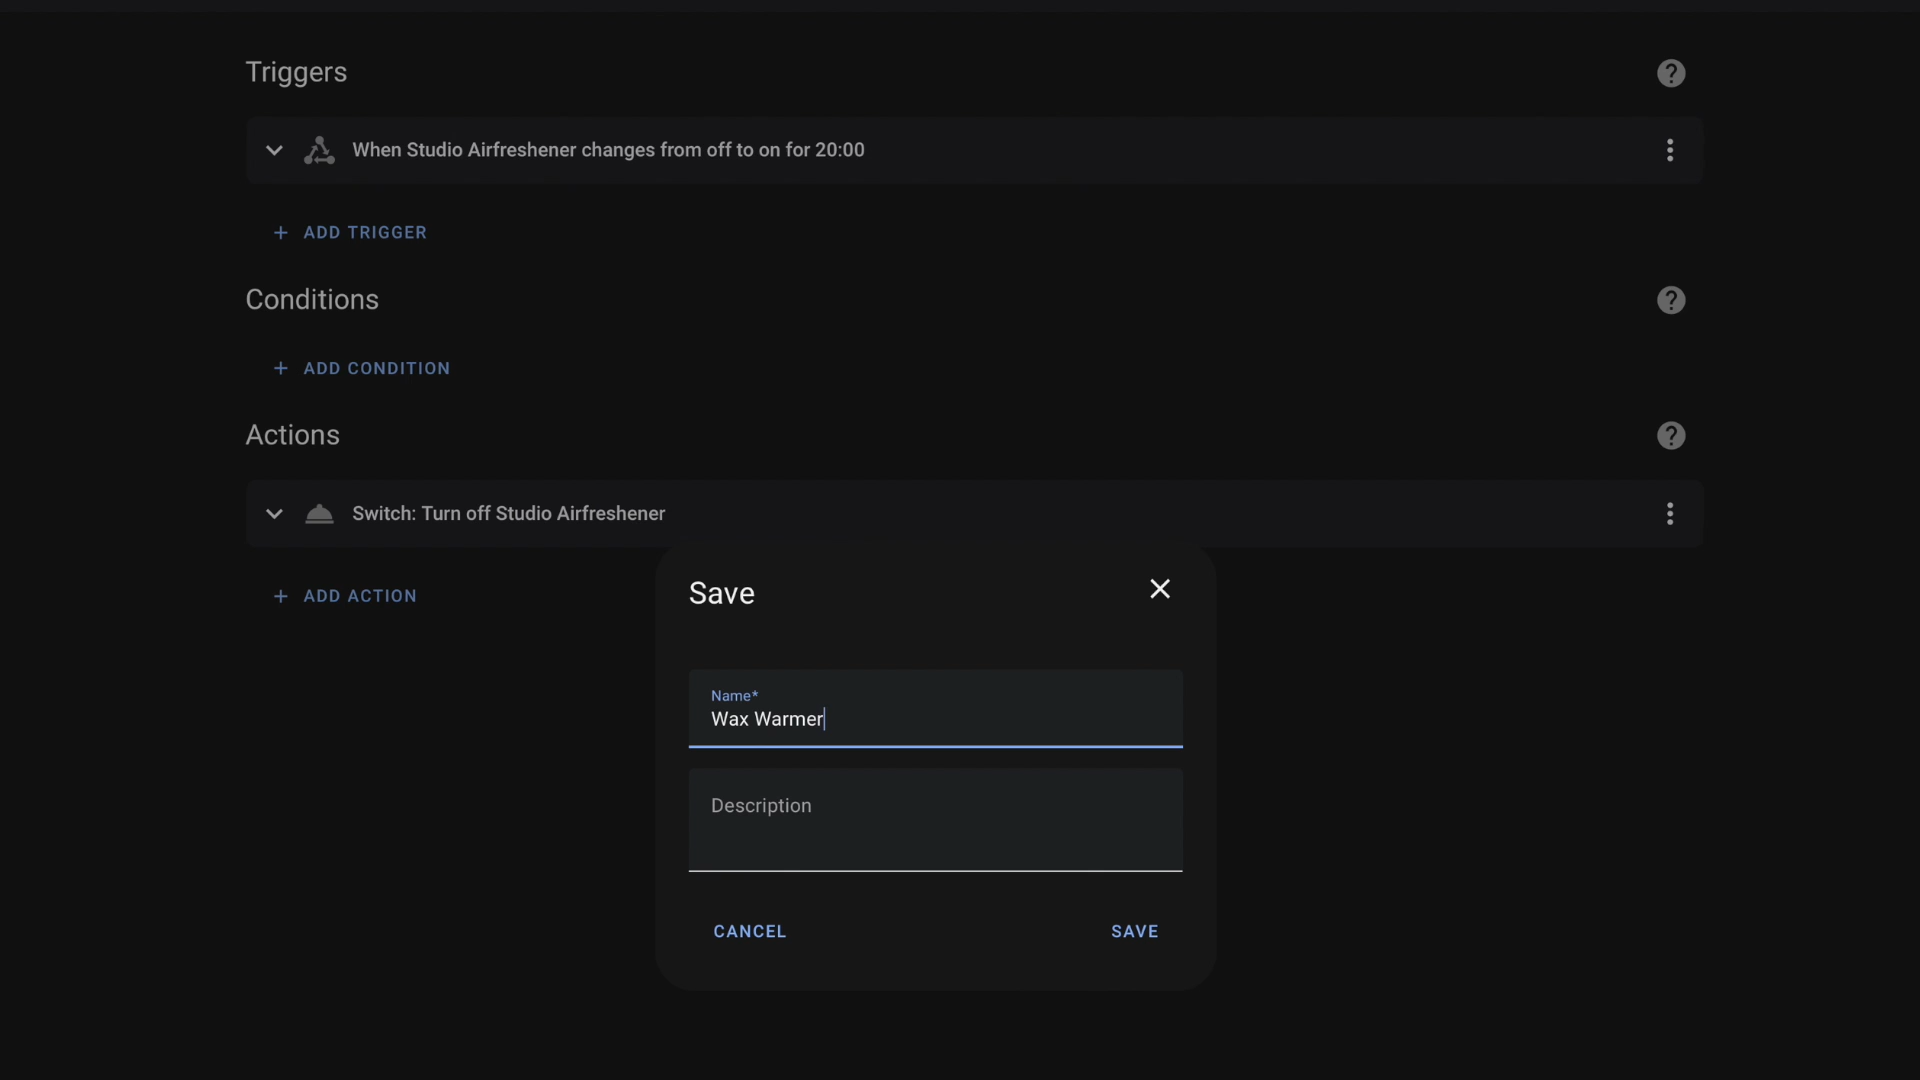 Triggers
When Studio Airfreshener changes from off to on for 20:00
+ ADD TRIGGER
Conditions
+ ADD CONDITION
Actions
Switch: Turn off Studio Airfreshener
+ ADD ACTION
Save
Name*
Wax Warmer
Description
CANCEL
SAVE